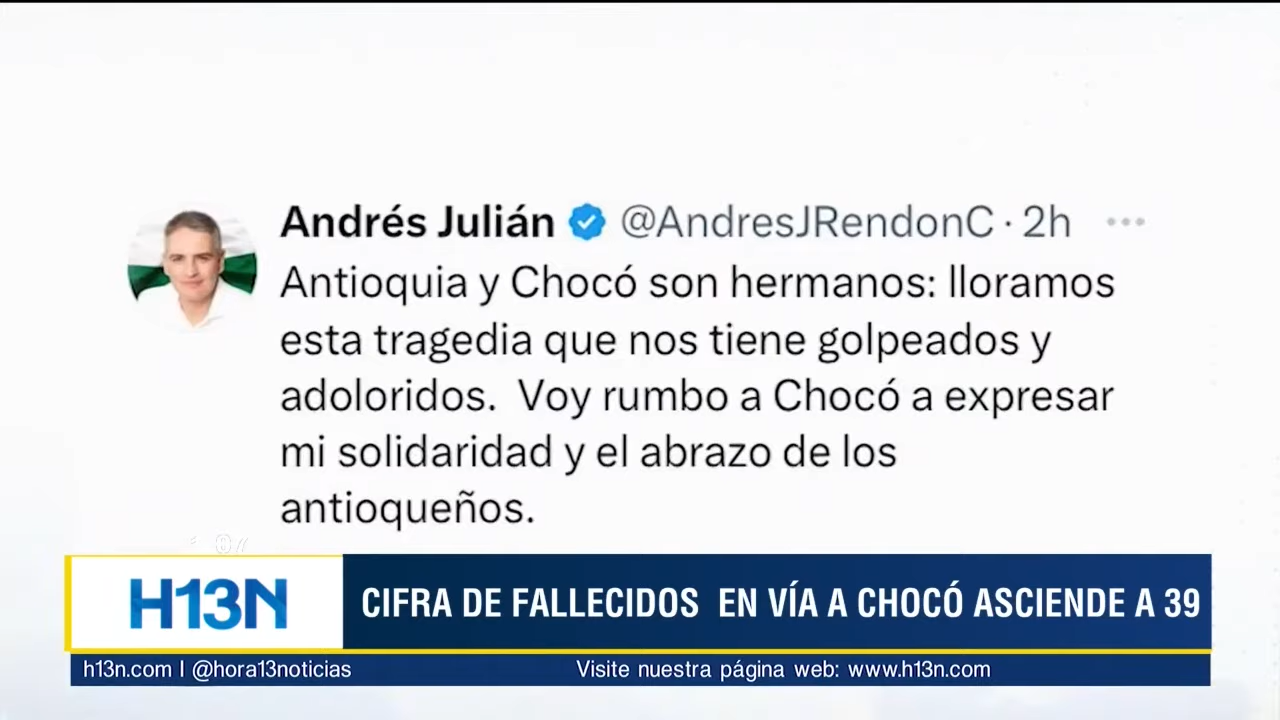 Andrés Julián @AndresJRendonC · 2h ...
Antioquia y Chocó son hermanos: lloramos
esta tragedia que nos tiene golpeados y
adoloridos.  Voy rumbo a Chocó a expresar
mi solidaridad y el abrazo de los
antioqueños.
H13N
CIFRA DE FALLECIDOS  EN VÍA A CHOCÓ ASCIENDE A 39
h13n.com | @hora13noticias
Visite nuestra página web: www.h13n.com